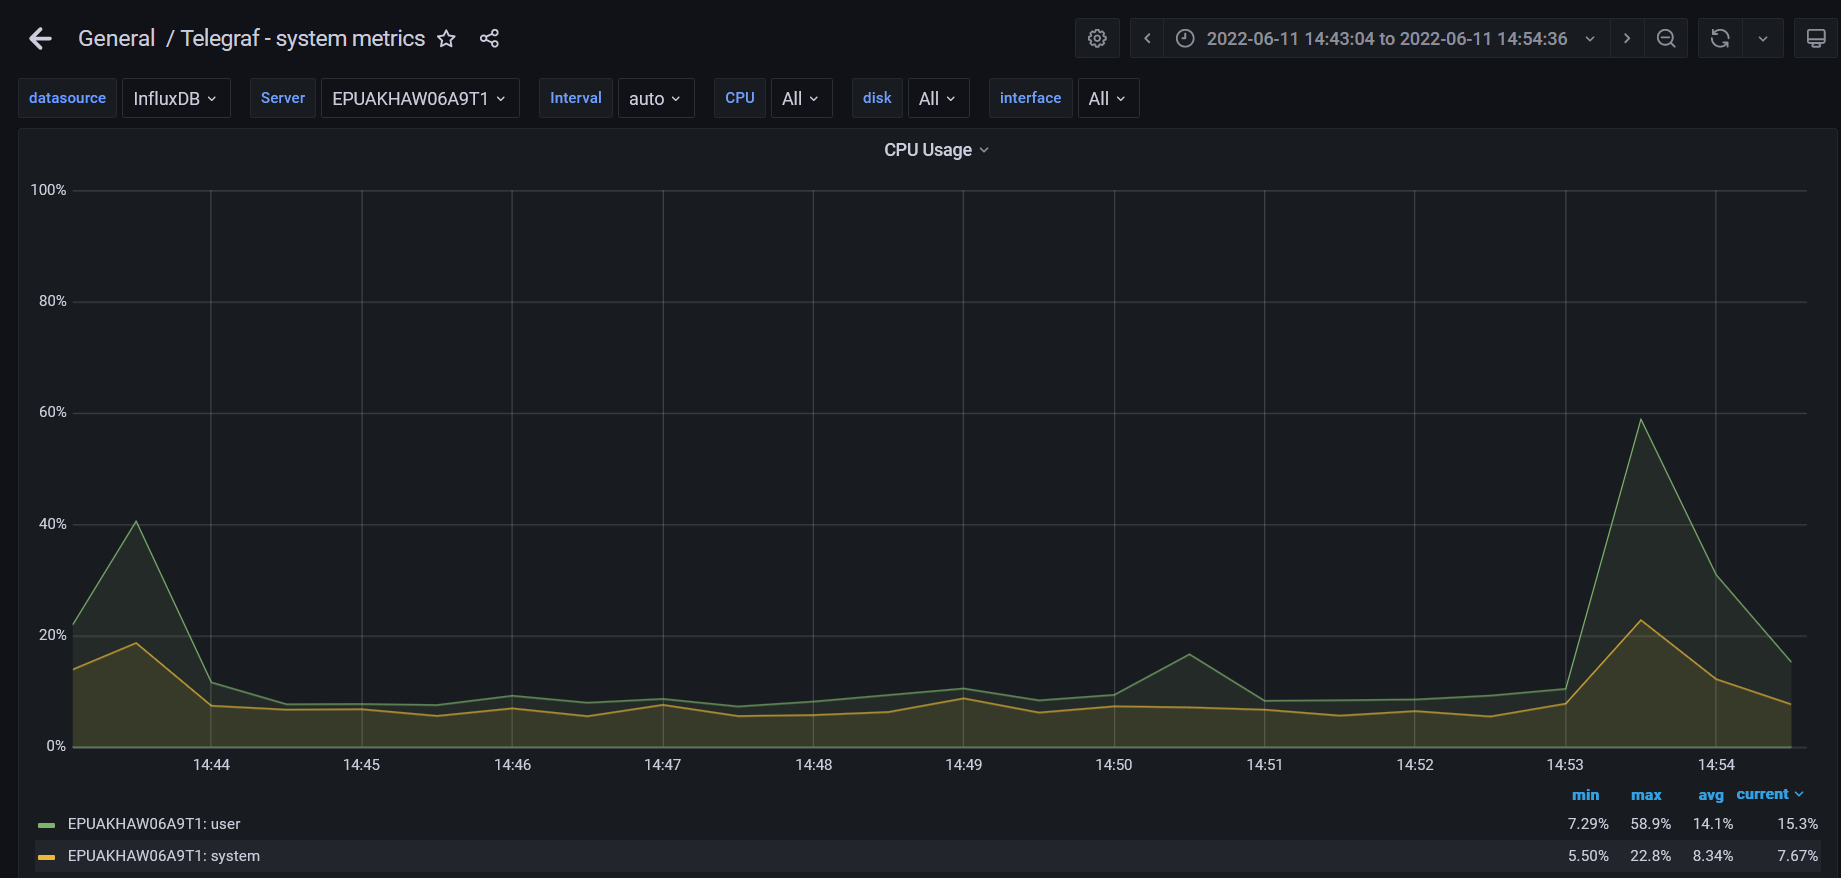 General / Telegraf - system metrics 2022-06-11 14:43:04 to 2022-06-11 14:54:36
datasource InfluxDB Server EPUAKHAW06A9T1 Interval auto CPU All disk All interface All
CPU Usage
100%
80%
60%
40%
20%
0%
14:44 14:45 14:46 14:47 14:48 14:49 14:50 14:51 14:52 14:53 14:54
min max avg current
EPUAKHAW06A9T1: user 7.29% 58.9% 14.1% 15.3%
EPUAKHAW06A9T1: system 5.50% 22.8% 8.34% 7.67%